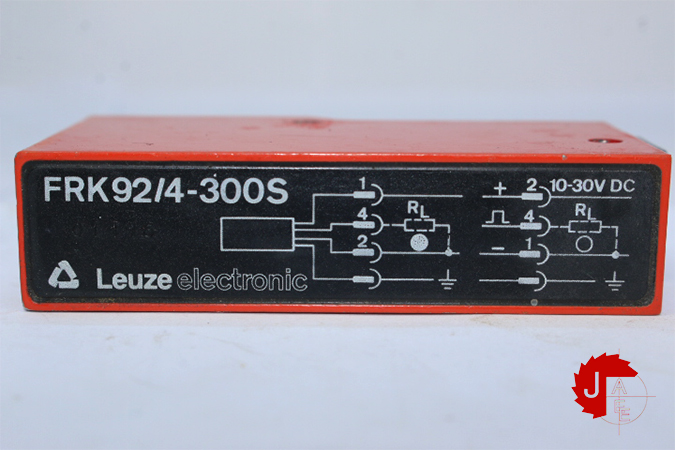 FRK92/4-300S
1
4
RL
2
+ 2 10-30V DC
4 RL
- 1
Leuze electronic
J